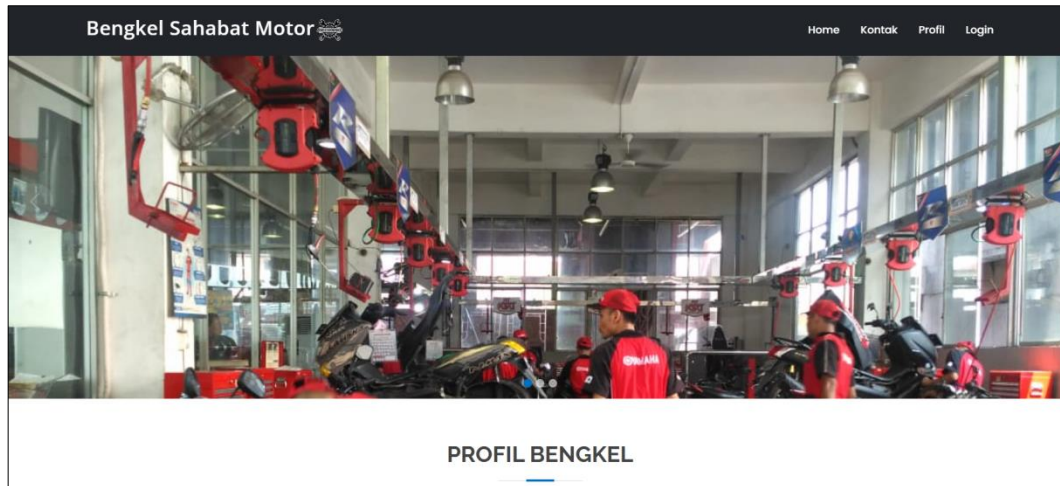 Bengkel Sahabat Motor
Home Kontak Profil Login
YAMAHA
PROFIL BENGKEL